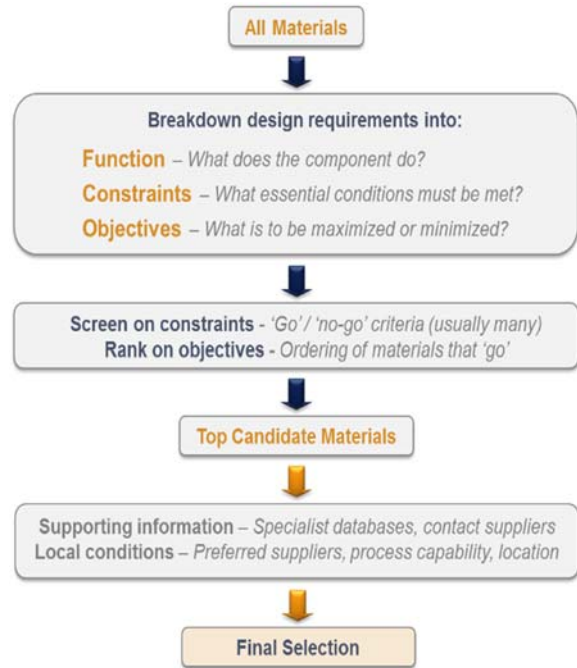 All Materials
Breakdown design requirements into:
Function – What does the component do?
Constraints – What essential conditions must be met?
Objectives – What is to be maximized or minimized?
Screen on constraints - ‘Go’ / ‘no-go’ criteria (usually many)
Rank on objectives - Ordering of materials that ‘go’
Top Candidate Materials
Supporting information – Specialist databases, contact suppliers
Local conditions – Preferred suppliers, process capability, location
Final Selection